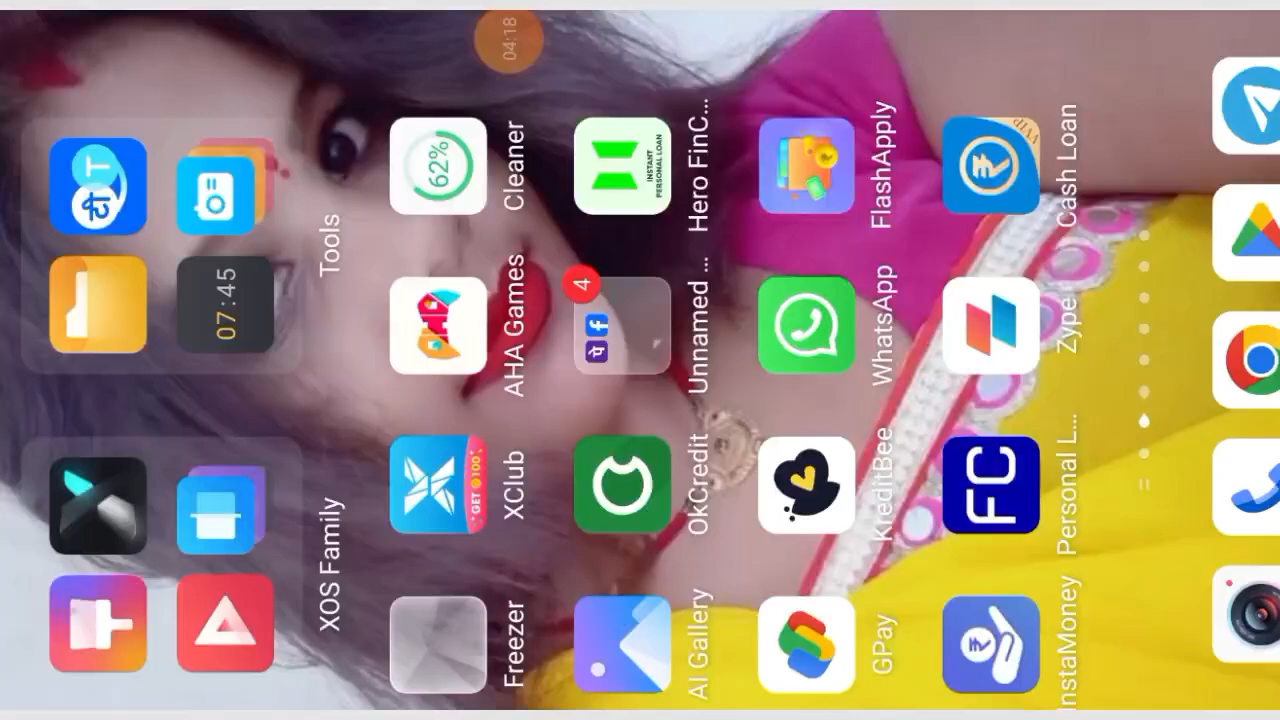 04:18
07:45
दी T
XOS Family
Tools
62%
GET 100
Freezer
XClub
AHA Games
Cleaner
4
पे f
INSTANT
PERSONAL LOAN
AI Gallery
OkCredit
Unnamed ...
Hero FinC...
GPay
KreditBee
WhatsApp
FlashApply
FC
₹
₹
VIP
InstaMoney
Personal L...
Zype
Cash Loan